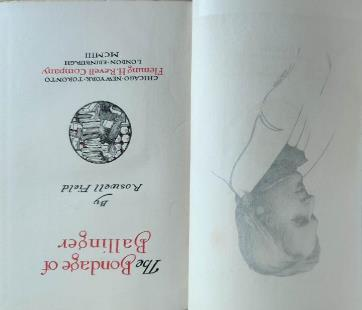 The Bondage of
Ballinger
By
Roswell Field
Fleming H. Revell Company
CHICAGO · NEW YORK · TORONTO
LONDON · EDINBURGH
MCMIII